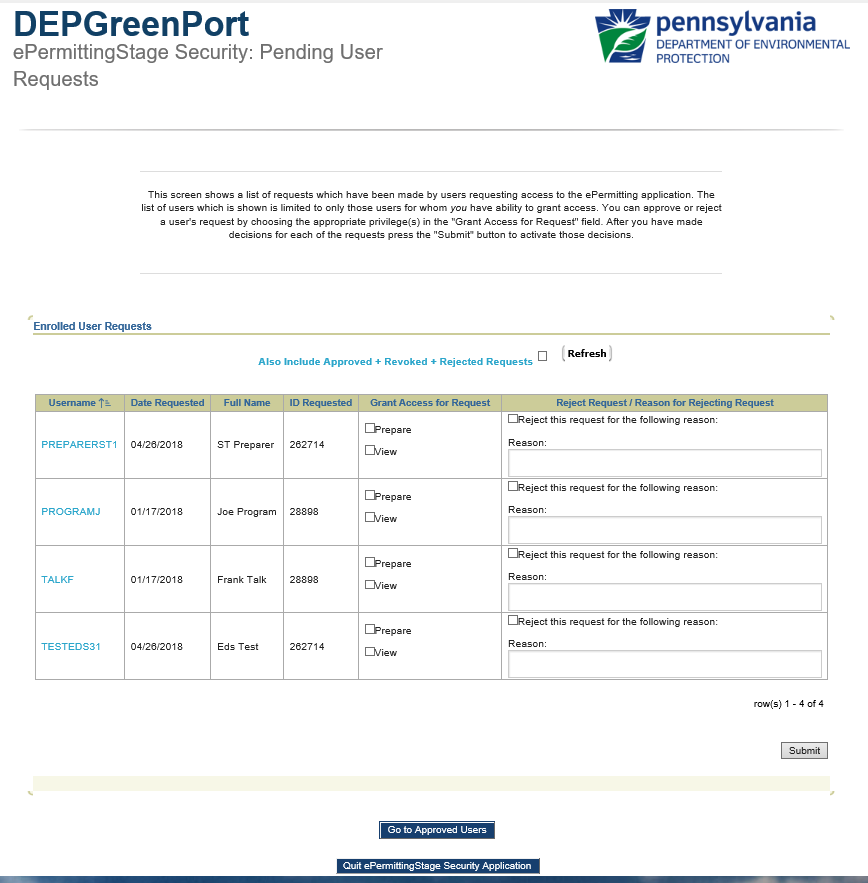 DEPGreenPort
ePermittingStage Security: Pending User
Requests
pennsylvania
DEPARTMENT OF ENVIRONMENTAL
PROTECTION
This screen shows a list of requests which have been made by users requesting access to the ePermitting application. The
list of users which is shown is limited to only those users for whom you have ability to grant access. You can approve or reject
a user's request by choosing the appropriate privilege(s) in the "Grant Access for Request" field. After you have made
decisions for each of the requests press the "Submit" button to activate those decisions.
Enrolled User Requests
Also Include Approved + Revoked + Rejected Requests Refresh
Username Date Requested Full Name ID Requested Grant Access for Request Reject Request / Reason for Rejecting Request
PREPARERST1 04/26/2018 ST Preparer 262714
Prepare
View
Reject this request for the following reason:
Reason:
PROGRAMJ 01/17/2018 Joe Program 28898
Prepare
View
Reject this request for the following reason:
Reason:
TALKF 01/17/2018 Frank Talk 28898
Prepare
View
Reject this request for the following reason:
Reason:
TESTEDS31 04/26/2018 Eds Test 262714
Prepare
View
Reject this request for the following reason:
Reason:
row(s) 1 - 4 of 4
Submit
Go to Approved Users
Quit ePermittingStage Security Application